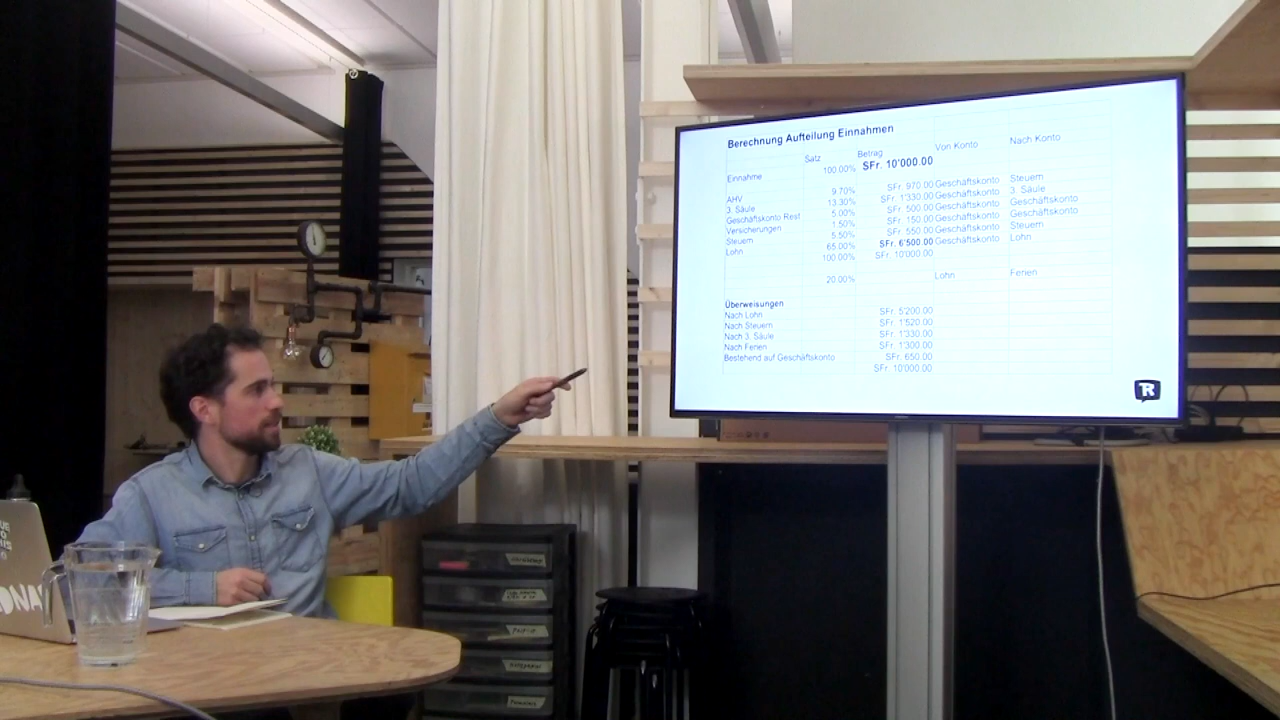 Berechnung Aufteilung Einnahmen
Satz Betrag Von Konto Nach Konto
Einnahme 100.00% SFr. 10'000.00
AHV 9.70% SFr. 970.00 Geschäftskonto Steuern
3. Säule 13.30% SFr. 1'330.00 Geschäftskonto 3. Säule
Geschäftskonto Rest 5.00% SFr. 500.00 Geschäftskonto Geschäftskonto
Versicherungen 1.50% SFr. 150.00 Geschäftskonto Geschäftskonto
Steuern 5.50% SFr. 550.00 Geschäftskonto Steuern
Lohn 65.00% SFr. 6'500.00 Geschäftskonto Lohn
100.00% SFr. 10'000.00
20.00% Lohn Ferien
Überweisungen
Nach Lohn SFr. 5'200.00
Nach Steuern SFr. 1'520.00
Nach 3. Säule SFr. 1'330.00
Nach Ferien SFr. 1'300.00
Bestehend auf Geschäftskonto SFr. 650.00
SFr. 10'000.00